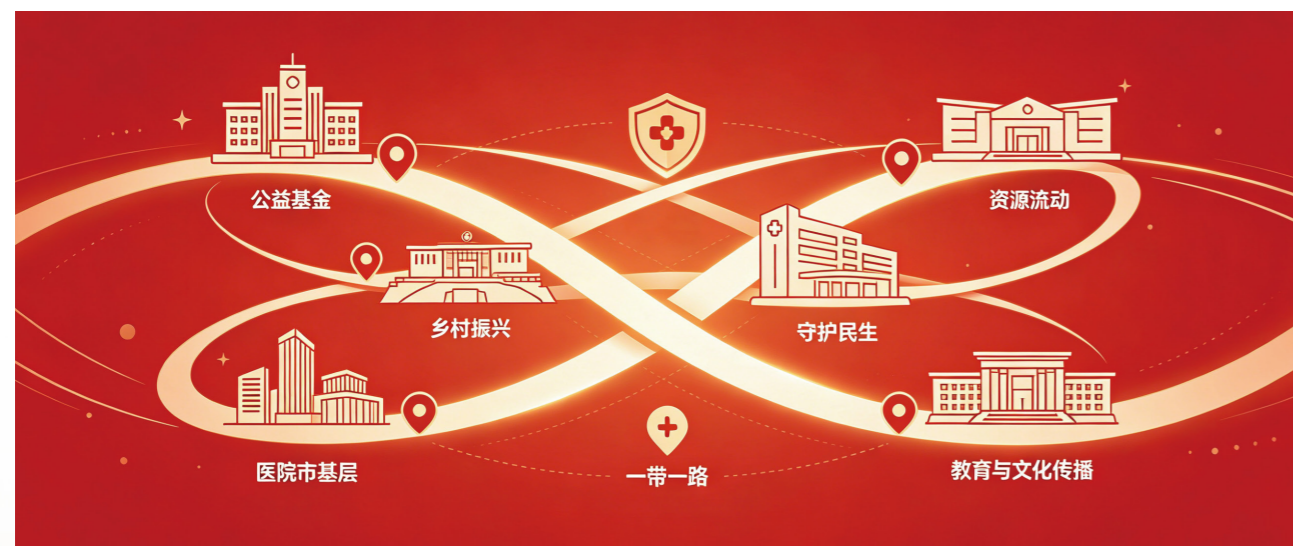 公益基金
资源流动
乡村振兴
守护民生
医院市基层
一带一路
教育与文化传播